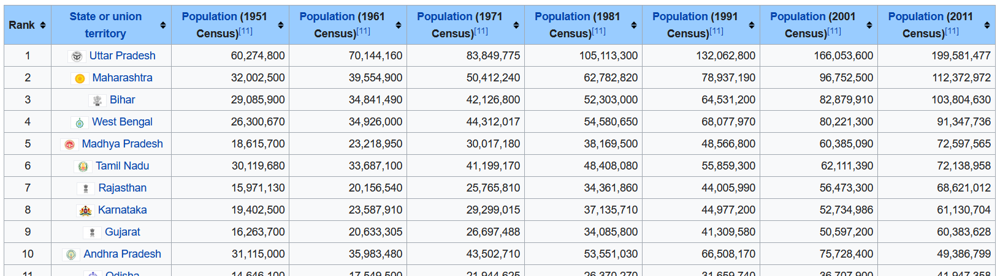 Rank State or union territory Population (1951 Census)[11] Population (1961 Census)[11] Population (1971 Census)[11] Population (1981 Census)[11] Population (1991 Census)[11] Population (2001 Census)[11] Population (2011 Census)[11]
1 Uttar Pradesh 60,274,800 70,144,160 83,849,775 105,113,300 132,062,800 166,053,600 199,581,477
2 Maharashtra 32,002,500 39,554,900 50,412,240 62,782,820 78,937,190 96,752,500 112,372,972
3 Bihar 29,085,900 34,841,490 42,126,800 52,303,000 64,531,200 82,879,910 103,804,630
4 West Bengal 26,300,670 34,926,000 44,312,017 54,580,650 68,077,970 80,221,300 91,347,736
5 Madhya Pradesh 18,615,700 23,218,950 30,017,180 38,169,500 48,566,800 60,385,090 72,597,565
6 Tamil Nadu 30,119,680 33,687,100 41,199,170 48,408,080 55,859,300 62,111,390 72,138,958
7 Rajasthan 15,971,130 20,156,540 25,765,810 34,361,860 44,005,990 56,473,300 68,621,012
8 Karnataka 19,402,500 23,587,910 29,299,015 37,135,710 44,977,200 52,734,986 61,130,704
9 Gujarat 16,263,700 20,633,305 26,697,488 34,085,800 41,309,580 50,597,200 60,383,628
10 Andhra Pradesh 31,115,000 35,983,480 43,502,710 53,551,030 66,508,170 75,728,400 49,386,799
11 Odisha 14,646,100 17,549,500 21,944,625 26,370,270 31,659,740 36,707,900 41,947,358